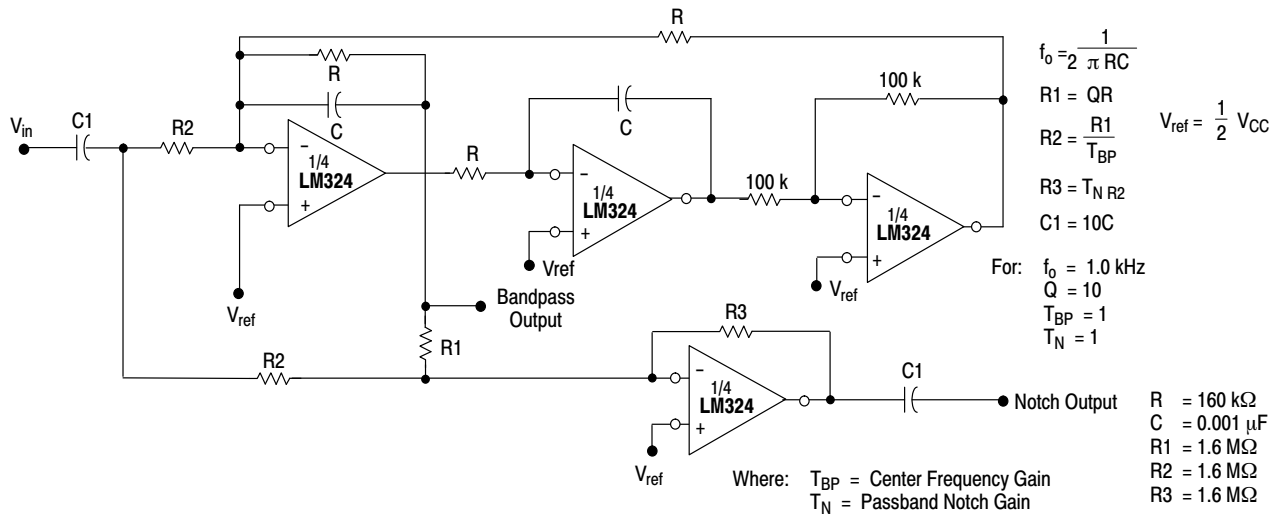 R
R
C
C1
V_in
R2
1/4
LM324
−
+
V_ref
R
C
1/4
LM324
−
+
Vref
100 k
100 k
1/4
LM324
−
+
V_ref
f_o = 1
2 π RC
R1 = QR
R2 = R1
T_BP
R3 = T_N R2
C1 = 10C
V_ref = 1/2 V_CC
For: f_o = 1.0 kHz
Q = 10
T_BP = 1
T_N = 1
Bandpass
Output
R1
R2
R3
1/4
LM324
−
+
V_ref
C1
Notch Output
Where: T_BP = Center Frequency Gain
T_N = Passband Notch Gain
R = 160 kΩ
C = 0.001 μF
R1 = 1.6 MΩ
R2 = 1.6 MΩ
R3 = 1.6 MΩ